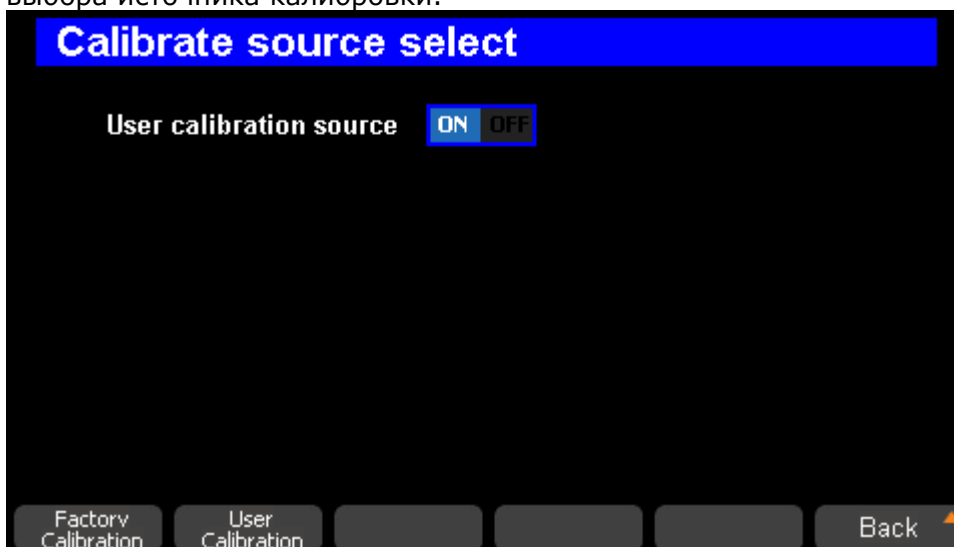 выбора источника калибровки.
Calibrate source select
User calibration source ON OFF
Factory
Calibration
User
Calibration
Back